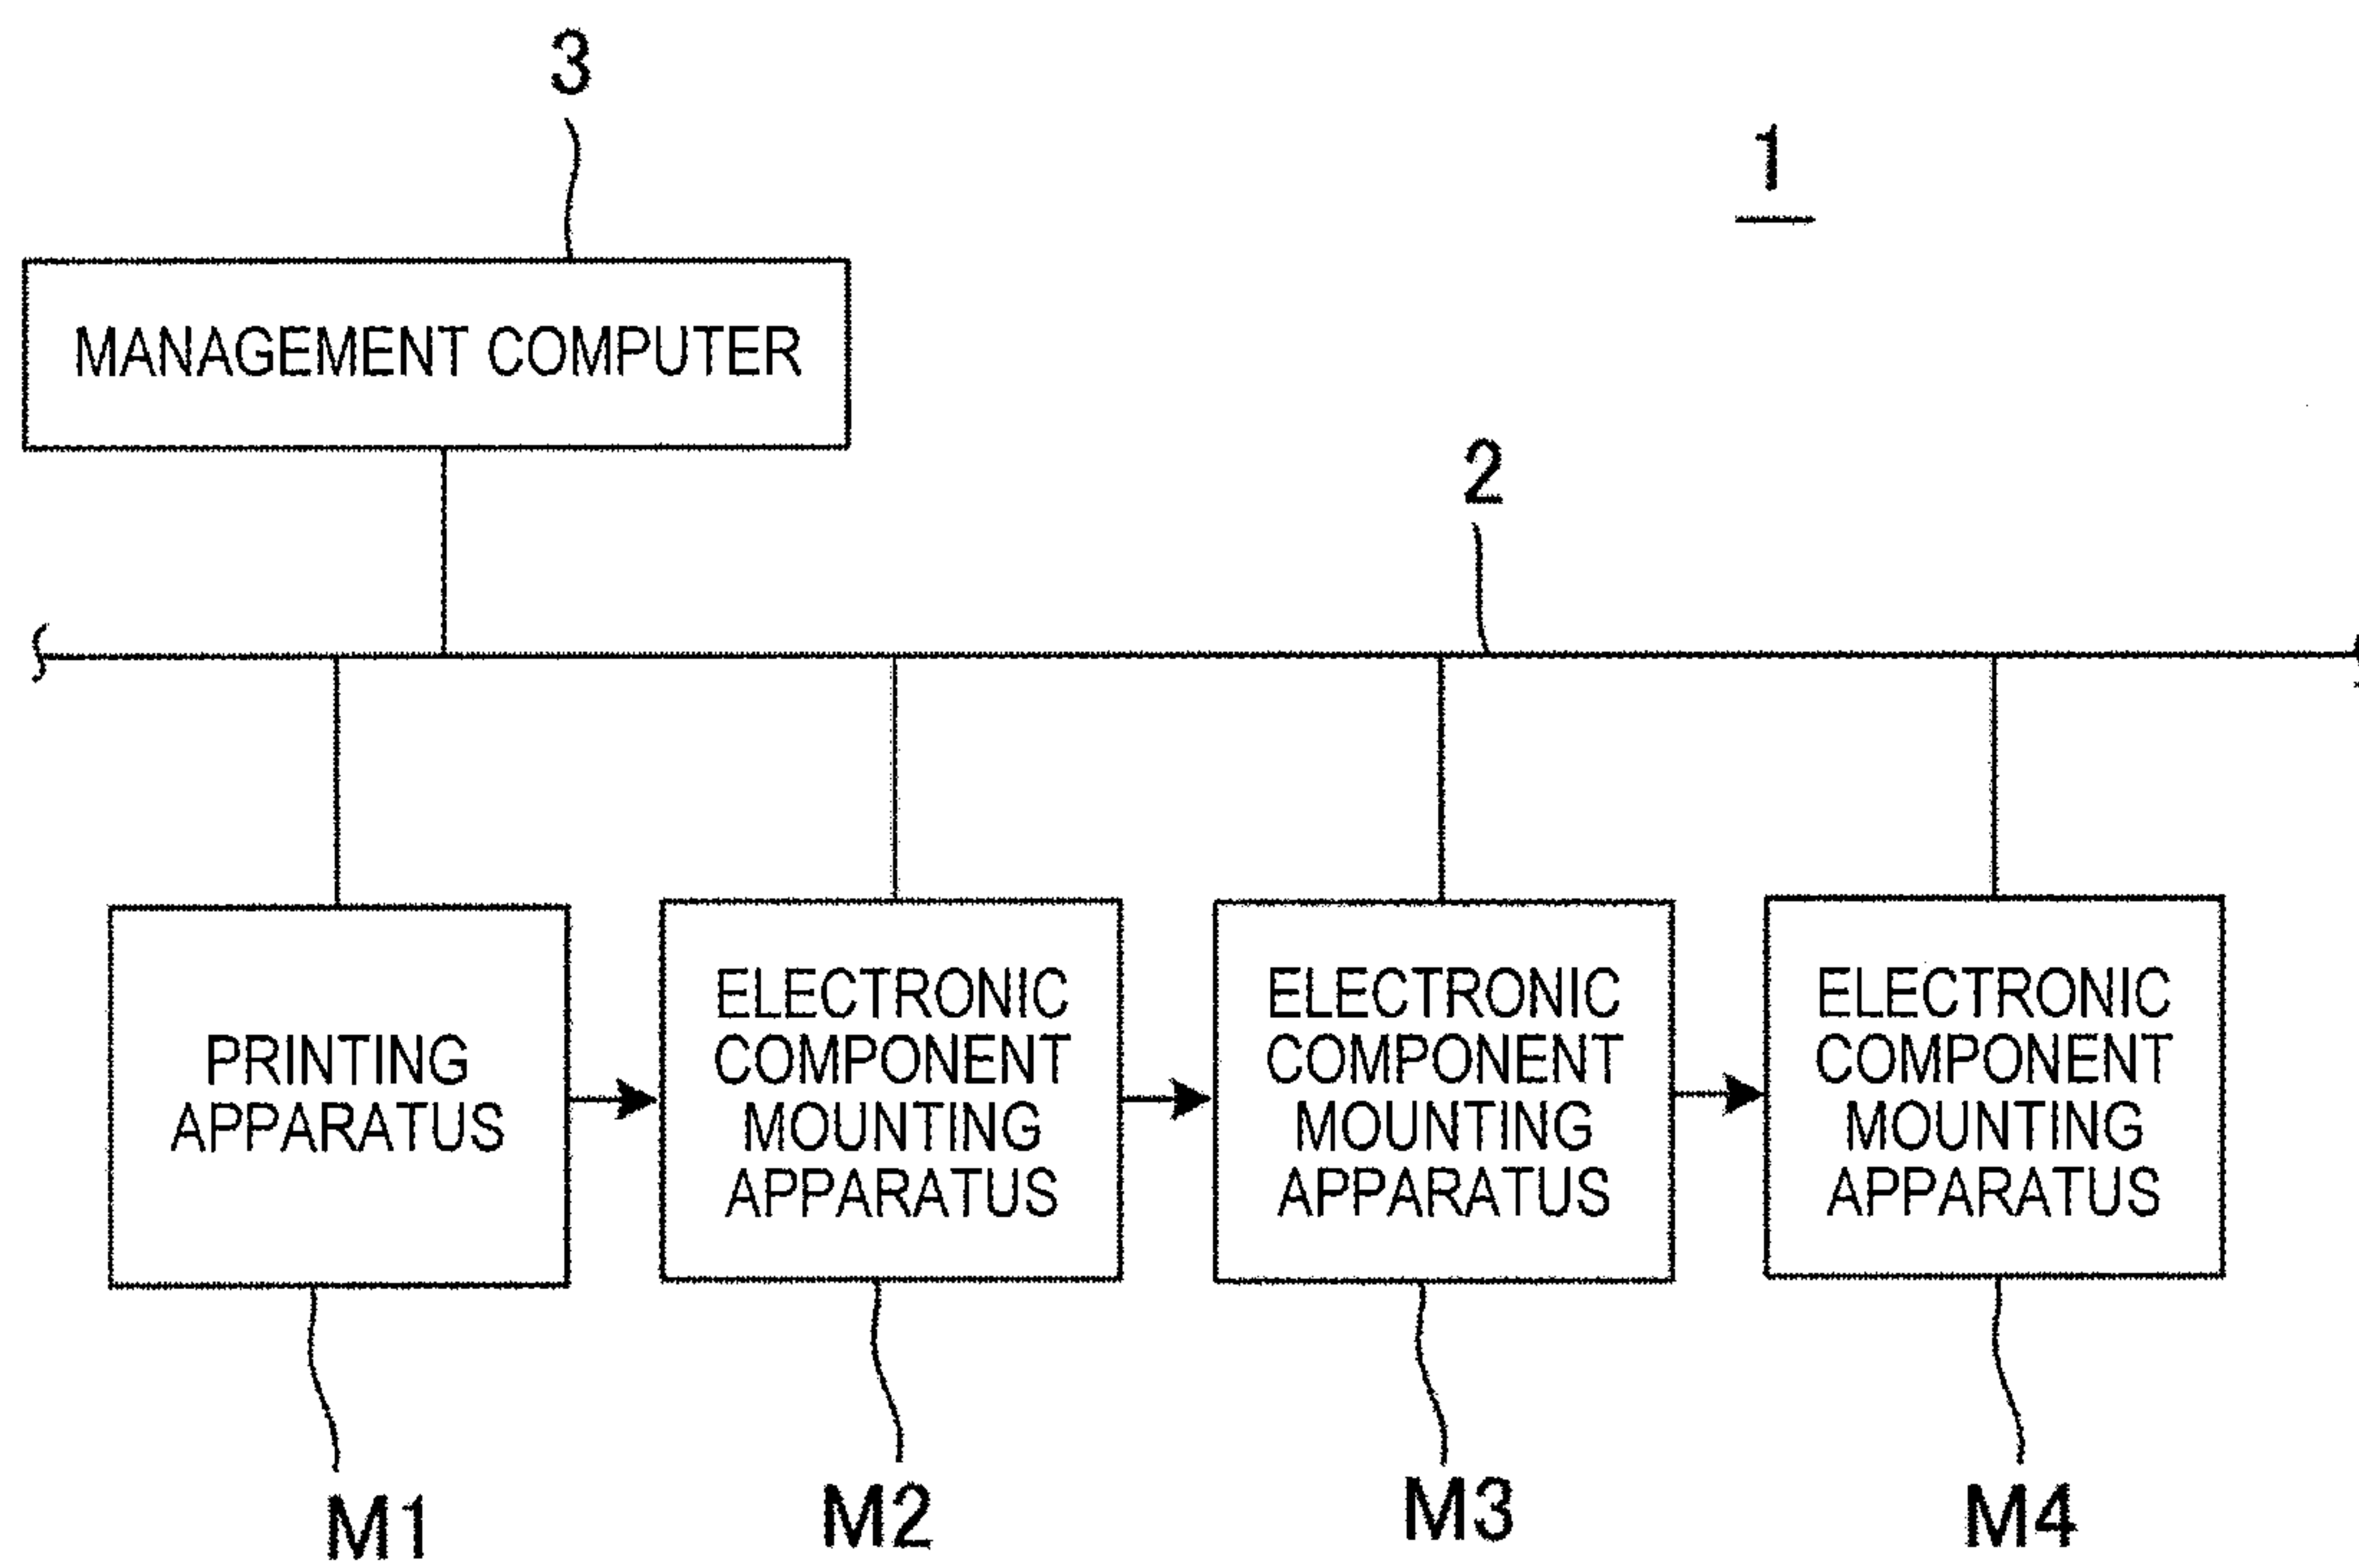 3
1
MANAGEMENT COMPUTER
2
PRINTING
APPARATUS
ELECTRONIC
COMPONENT
MOUNTING
APPARATUS
ELECTRONIC
COMPONENT
MOUNTING
APPARATUS
ELECTRONIC
COMPONENT
MOUNTING
APPARATUS
M1
M2
M3
M4